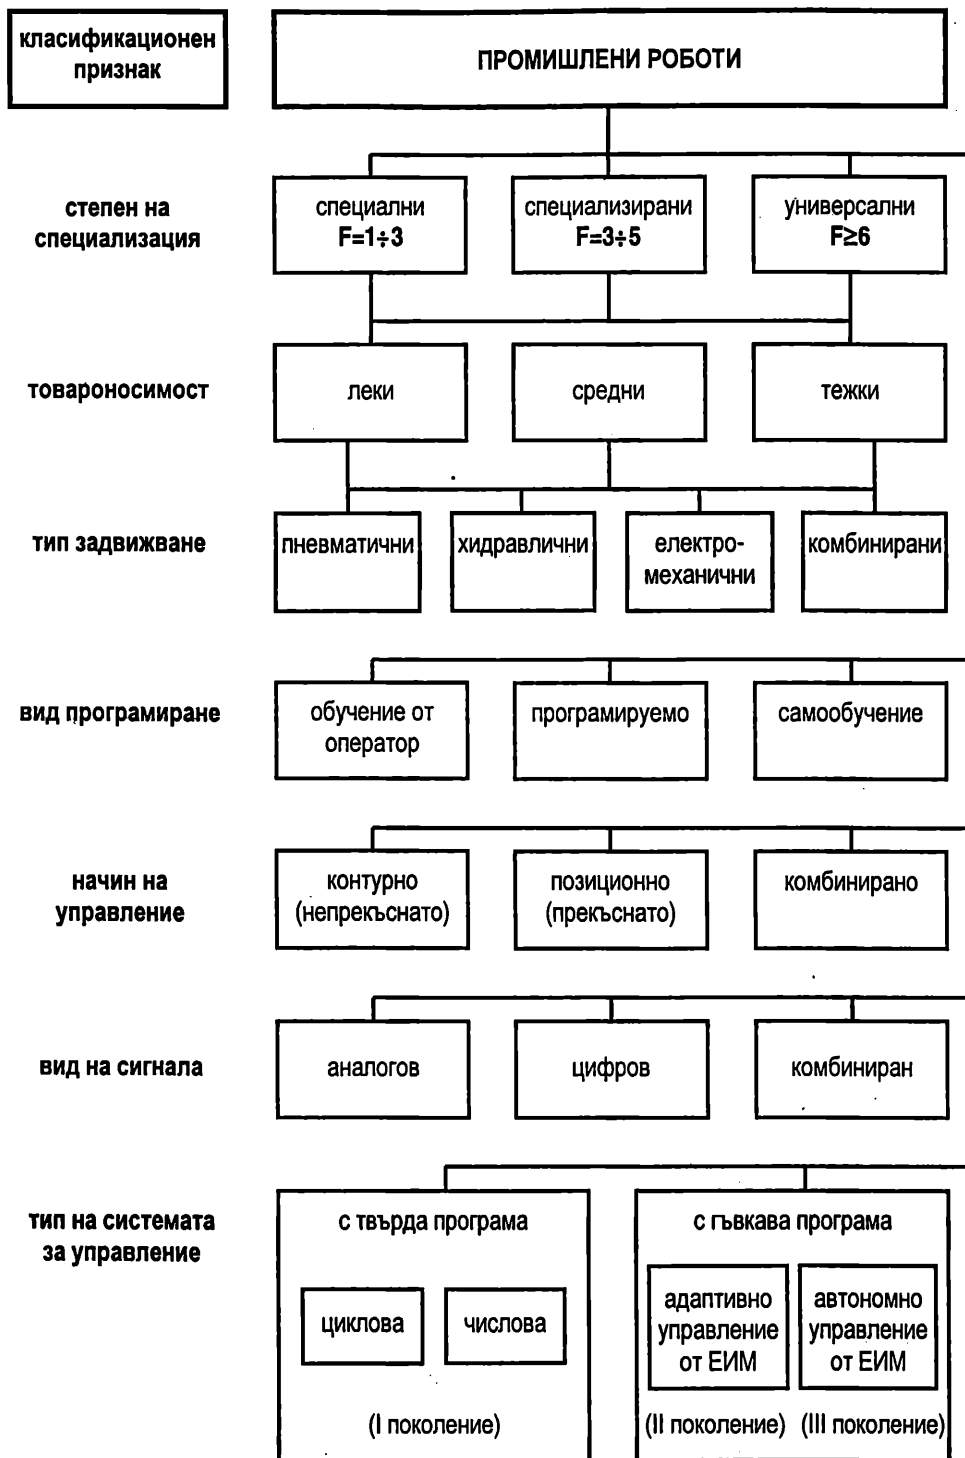 класификационен
признак
ПРОМИШЛЕНИ РОБОТИ
степен на
специализация
специални
F=1÷3
специализирани
F=3÷5
универсални
F≥6
товароносимост
леки
средни
тежки
тип задвижване
пневматични
хидравлични
електро-
механични
комбинирани
вид програмиране
обучение от
оператор
програмируемо
самообучение
начин на
управление
контурно
(непрекъснато)
позиционно
(прекъснато)
комбинирано
вид на сигнала
аналогов
цифров
комбиниран
тип на системата
за управление
с твърда програма
циклова
числова
(I поколение)
с гъвкава програма
адаптивно
управление
от ЕИМ
автономно
управление
от ЕИМ
(II поколение)
(III поколение)